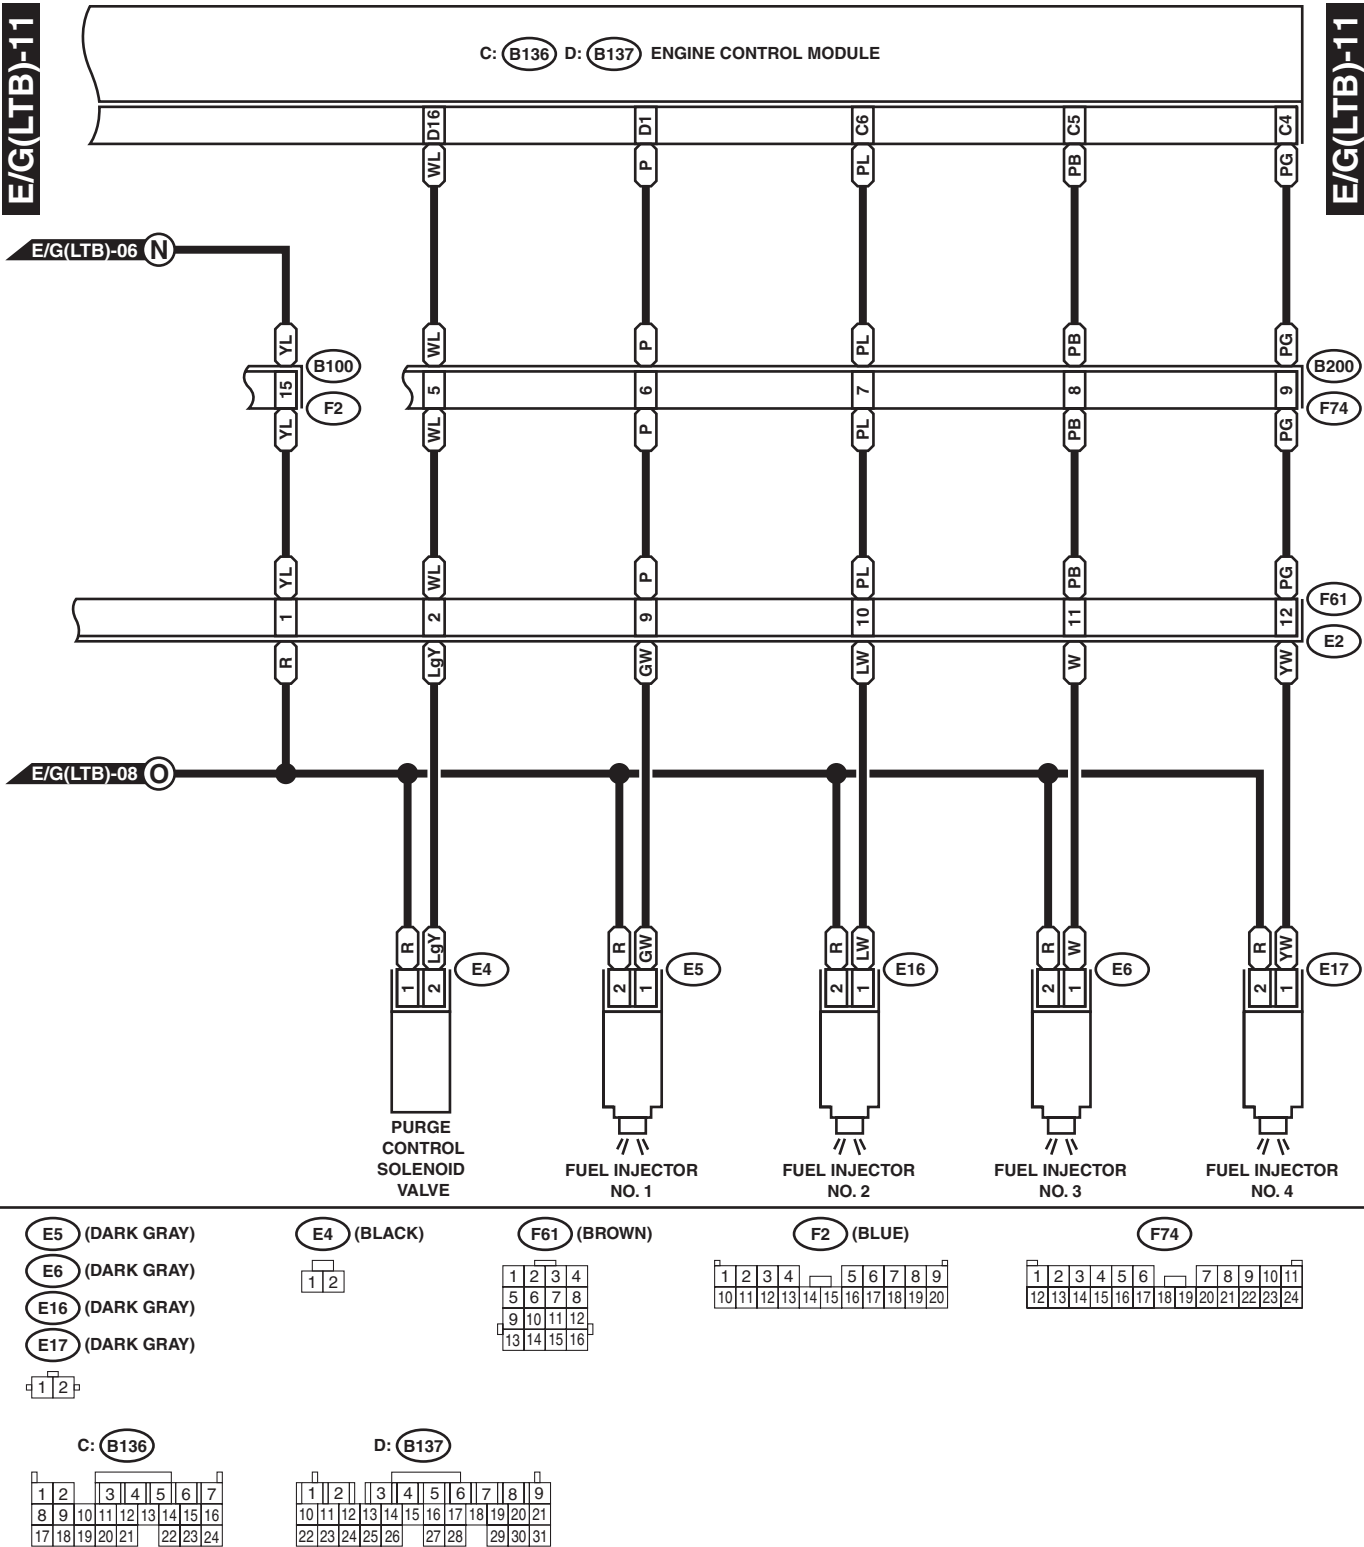 E/G(LTB)-11
E/G(LTB)-11
C: B136 D: B137 ENGINE CONTROL MODULE
D16 D1 C6 C5 C4
WL P PL PB PG
E/G(LTB)-06 N
YL WL P PL PB PG
B100 B200
15 5 6 7 8 9
F2 F74
YL WL P PL PB PG
YL WL P PL PB PG
F61
1 2 9 10 11 12
E2
R LgY GW LW W YW
E/G(LTB)-08 O
R LgY R GW R LW R W R YW
E4 E5 E16 E6 E17
1 2 2 1 2 1 2 1 2 1
PURGE
CONTROL
SOLENOID
VALVE
FUEL INJECTOR
NO. 1
FUEL INJECTOR
NO. 2
FUEL INJECTOR
NO. 3
FUEL INJECTOR
NO. 4
E5 (DARK GRAY)
E6 (DARK GRAY)
E16 (DARK GRAY)
E17 (DARK GRAY)
1 2
E4 (BLACK)
1 2
F61 (BROWN)
1 2 3 4
5 6 7 8
9 10 11 12
13 14 15 16
F2 (BLUE)
1 2 3 4 5 6 7 8 9
10 11 12 13 14 15 16 17 18 19 20
F74
1 2 3 4 5 6 7 8 9 10 11
12 13 14 15 16 17 18 19 20 21 22 23 24
C: B136
1 2 3 4 5 6 7
8 9 10 11 12 13 14 15 16
17 18 19 20 21 22 23 24
D: B137
1 2 3 4 5 6 7 8 9
10 11 12 13 14 15 16 17 18 19 20 21
22 23 24 25 26 27 28 29 30 31